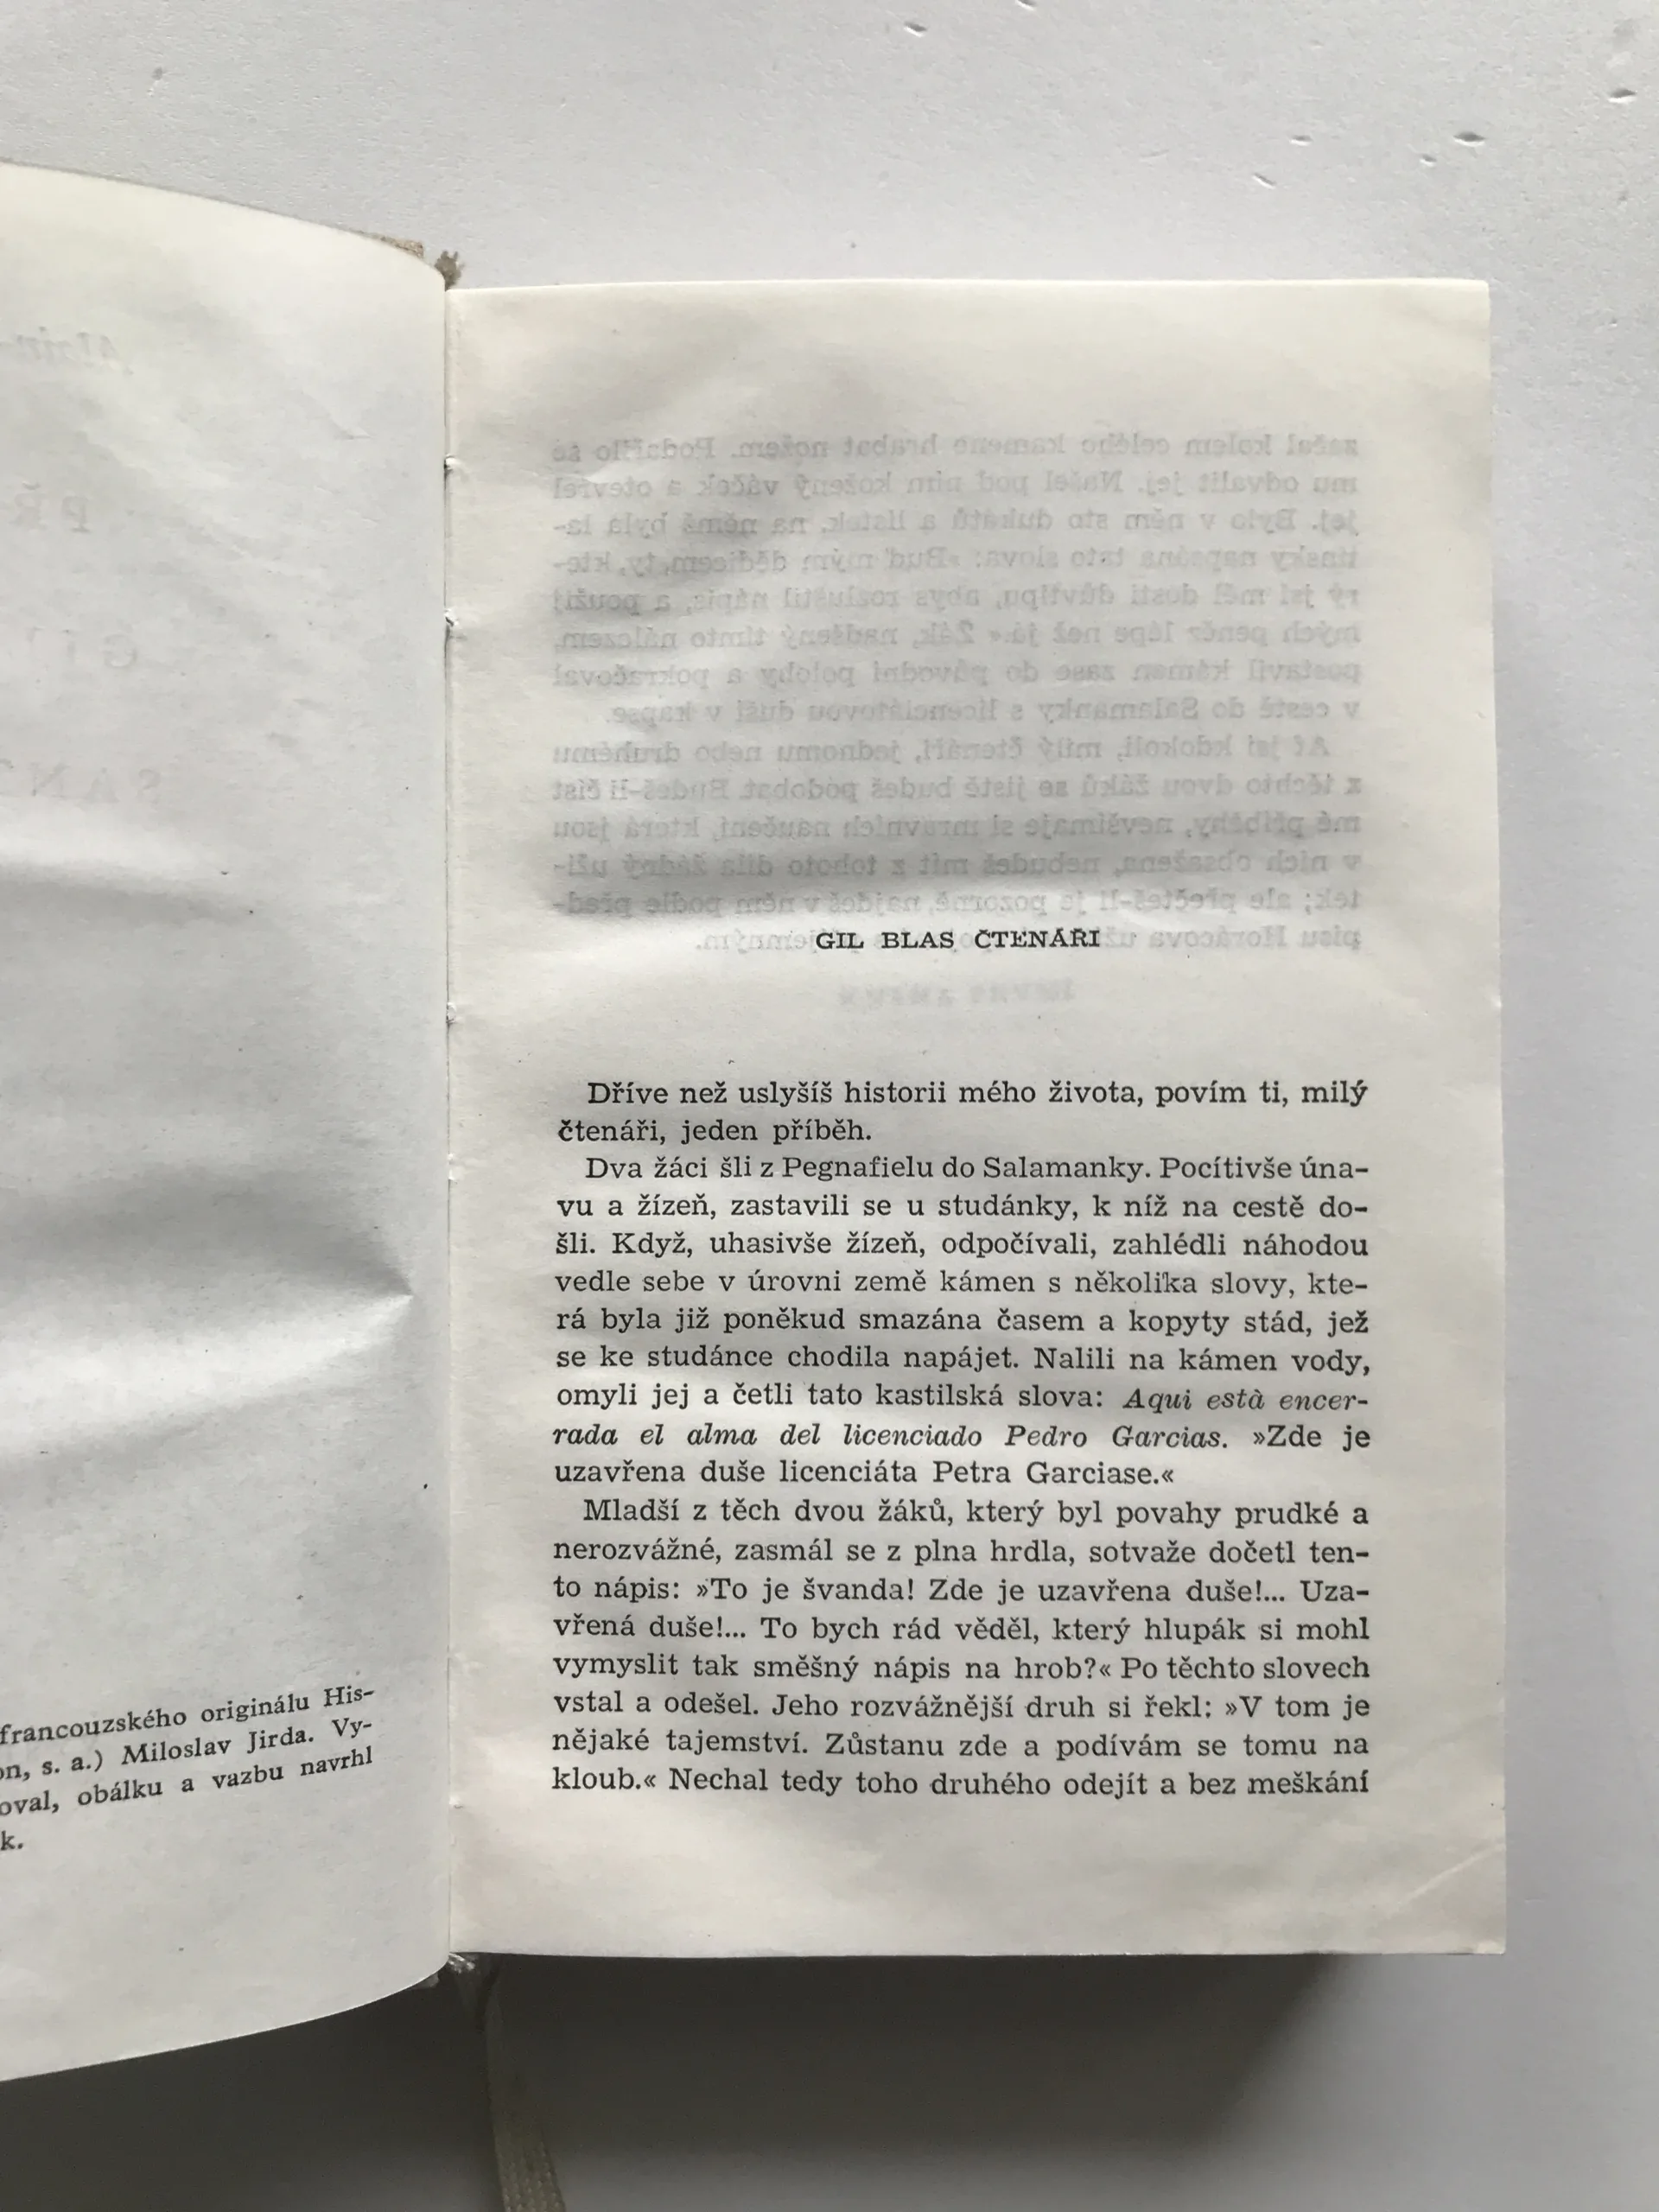 francouzského originálu His-
on, s. a.) Miloslav Jirda. Vy-
oval, obálku a vazbu navrhl
k.
GIL BLAS ČTENÁŘI
Dříve než uslyšíš historii mého života, povím ti, milý
čtenáři, jeden příběh.
Dva žáci šli z Pegnafielu do Salamanky. Pocítivše úna-
vu a žízeň, zastavili se u studánky, k níž na cestě do-
šli. Když, uhasivše žízeň, odpočívali, zahlédli náhodou
vedle sebe v úrovni země kámen s několika slovy, kte-
rá byla již poněkud smazána časem a kopyty stád, jež
se ke studánce chodila napájet. Nalili na kámen vody,
omyli jej a četli tato kastilská slova: Aqui està encer-
rada el alma del licenciado Pedro Garcias. »Zde je
uzavřena duše licenciáta Petra Garciase.«
Mladší z těch dvou žáků, který byl povahy prudké a
nerozvážné, zasmál se z plna hrdla, sotvaže dočetl ten-
to nápis: »To je švanda! Zde je uzavřena duše!... Uza-
vřená duše!... To bych rád věděl, který hlupák si mohl
vymyslit tak směšný nápis na hrob?« Po těchto slovech
vstal a odešel. Jeho rozvážnější druh si řekl: »V tom je
nějaké tajemství. Zůstanu zde a podívám se tomu na
kloub.« Nechal tedy toho druhého odejít a bez meškání